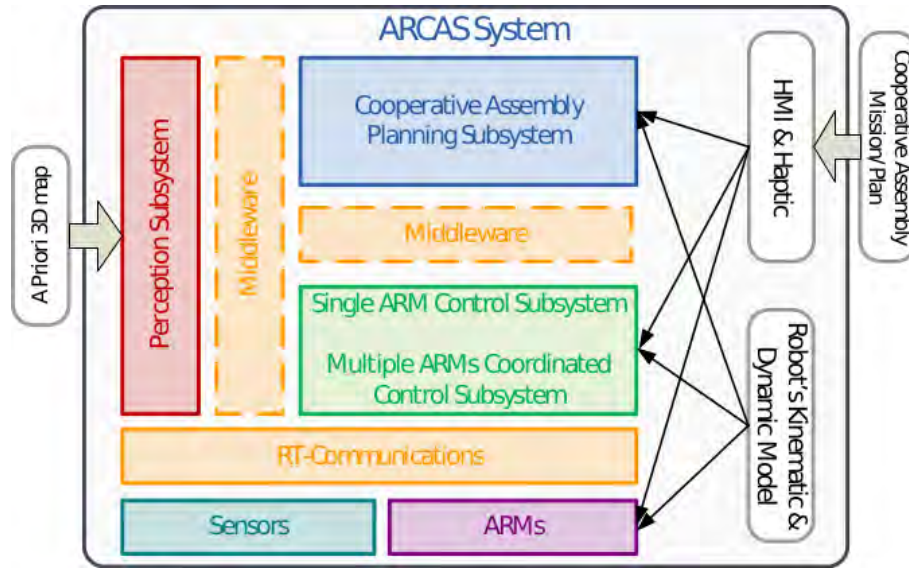 ARCAS System
A Priori 3D map
Perception Subsystem
Middleware
Cooperative Assembly
Planning Subsystem
Middleware
Single ARM Control Subsystem
Multiple ARMs Coordinated
Control Subsystem
RT-Communications
Sensors
ARMs
HMI & Haptic
Cooperative Assembly
Mission/Plan
Robot's Kinermatic &
Dynamic Model